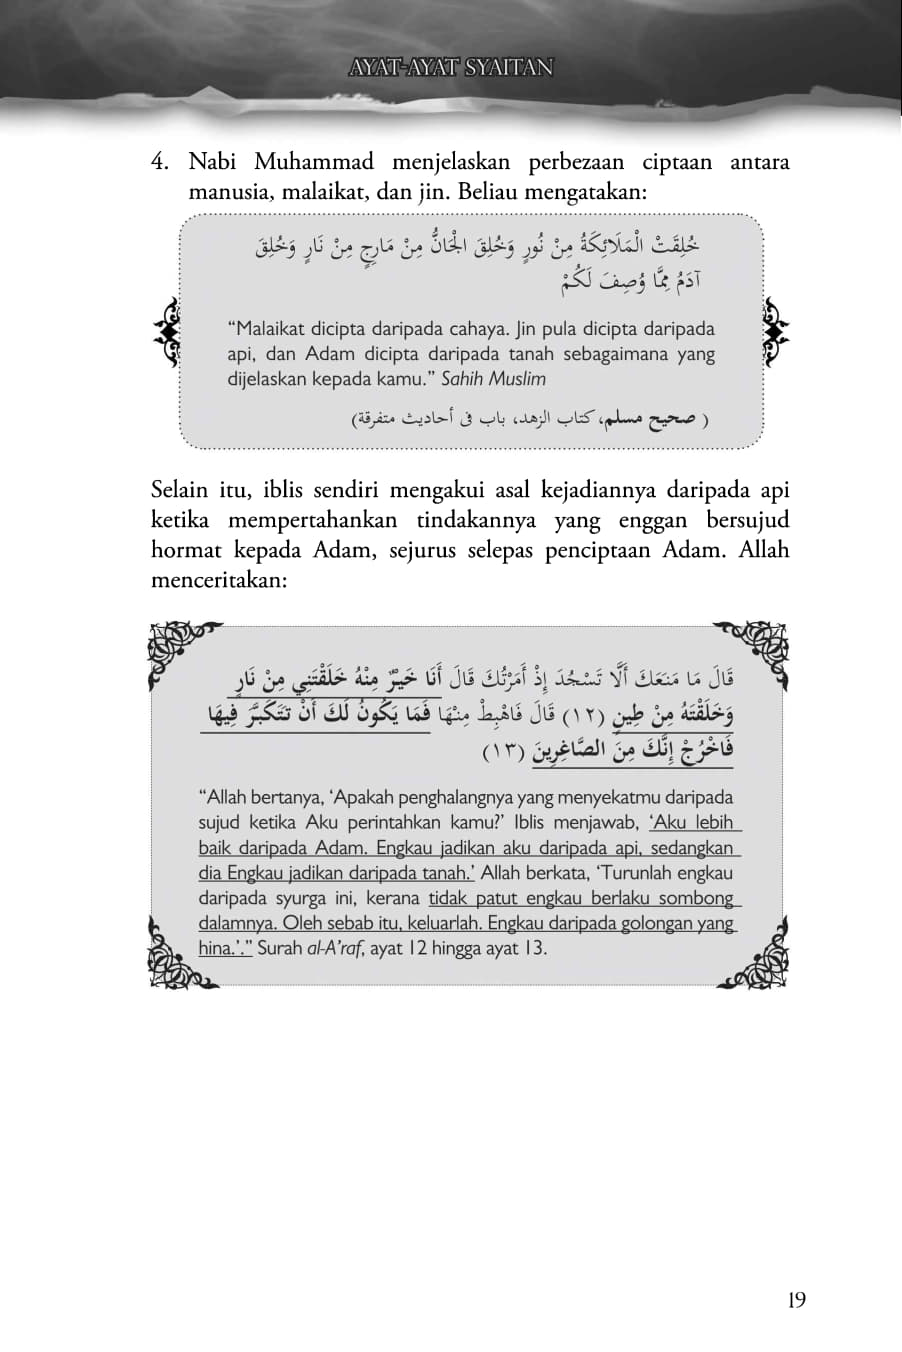 AYAT-AYAT SYAITAN
4. Nabi Muhammad menjelaskan perbezaan ciptaan antara
manusia, malaikat, dan jin. Beliau mengatakan:
خُلِقَتْ الْمَلَائِكَةُ مِنْ نُورٍ وَخُلِقَ الْجَانُّ مِنْ مَارِجٍ مِنْ نَارٍ وَخُلِقَ
آدَمُ مِمَّا وُصِفَ لَكُمْ
“Malaikat dicipta daripada cahaya. Jin pula dicipta daripada
api, dan Adam dicipta daripada tanah sebagaimana yang
dijelaskan kepada kamu.” Sahih Muslim
( صحيح مسلم، كتاب الزهد، باب فى أحاديث متفرقة)
Selain itu, iblis sendiri mengakui asal kejadiannya daripada api
ketika mempertahankan tindakannya yang enggan bersujud
hormat kepada Adam, sejurus selepas penciptaan Adam. Allah
menceritakan:
قَالَ مَا مَنَعَكَ أَلَّا تَسْجُدَ إِذْ أَمَرْتُكَ قَالَ أَنَا خَيْرٌ مِنْهُ خَلَقْتَنِي مِنْ نَارٍ
وَخَلَقْتَهُ مِنْ طِينٍ (١٢) قَالَ فَاهْبِطْ مِنْهَا فَمَا يَكُونُ لَكَ أَنْ تَتَكَبَّرَ فِيهَا
فَاخْرُجْ إِنَّكَ مِنَ الصَّاغِرِينَ (١٣)
“Allah bertanya, ‘Apakah penghalangnya yang menyekatmu daripada
sujud ketika Aku perintahkan kamu?’ Iblis menjawab, ‘Aku lebih
baik daripada Adam. Engkau jadikan aku daripada api, sedangkan
dia Engkau jadikan daripada tanah.’ Allah berkata, ‘Turunlah engkau
daripada syurga ini, kerana tidak patut engkau berlaku sombong
dalamnya. Oleh sebab itu, keluarlah. Engkau daripada golongan yang
hina.’.” Surah al-A’raf, ayat 12 hingga ayat 13.
19